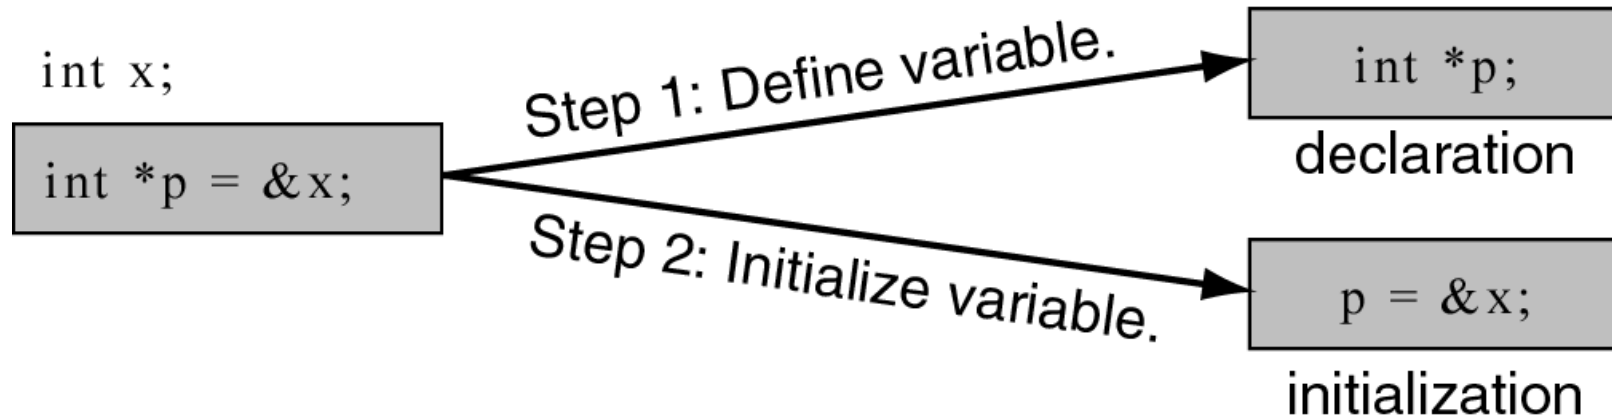 int x;
int *p = &x;
Step 1: Define variable.
Step 2: Initialize variable.
int *p;
declaration
p = &x;
initialization